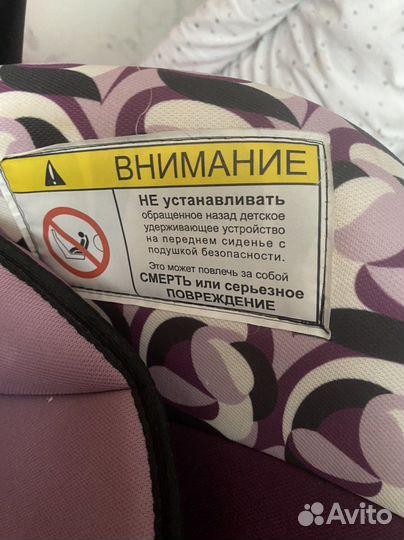 ВНИМАНИЕ
НЕ устанавливать
обращенное назад детское
удерживающее устройство
на переднем сиденье с
подушкой безопасности.
Это может повлечь за собой
СМЕРТЬ или серьезное
ПОВРЕЖДЕНИЕ
Avito